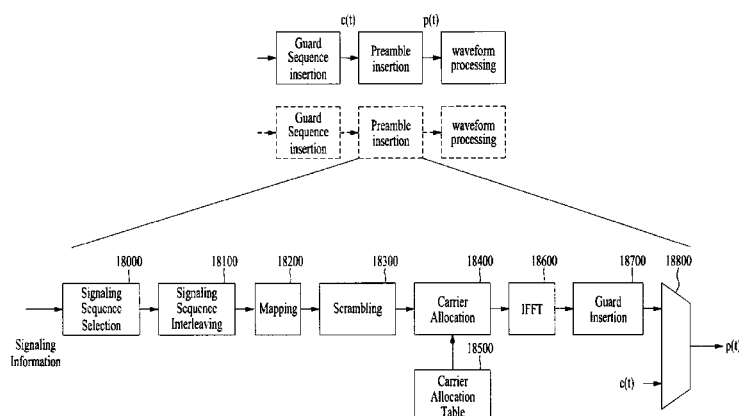 c(t)
p(t)
Guard
Sequence
insertion
Preamble
insertion
waveform
processing
Guard
Sequence
insertion
Preamble
insertion
waveform
processing
18000
18100
18200
18300
18400
18600
18700
18800
Signaling
Sequence
Selection
Signaling
Sequence
Interleaving
Mapping
Scrambling
Carrier
Allocation
IFFT
Guard
Insertion
Signaling
Information
p(t)
c(t)
18500
Carrier
Allocation
Table